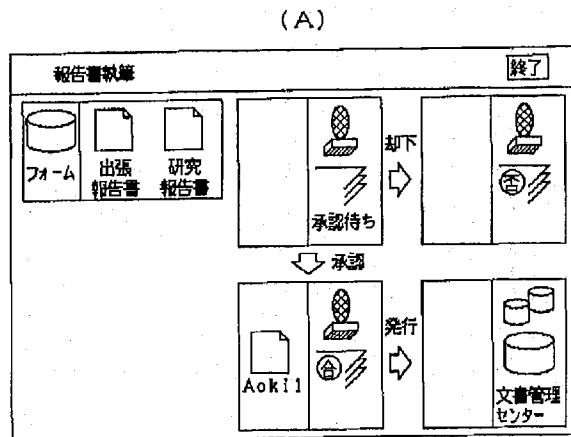 (A)
報告書執筆
終了
フォーム
出張
報告書
研究
報告書
承認待ち
却下
否
承認
Aoki1
合
発行
文書管理
センター